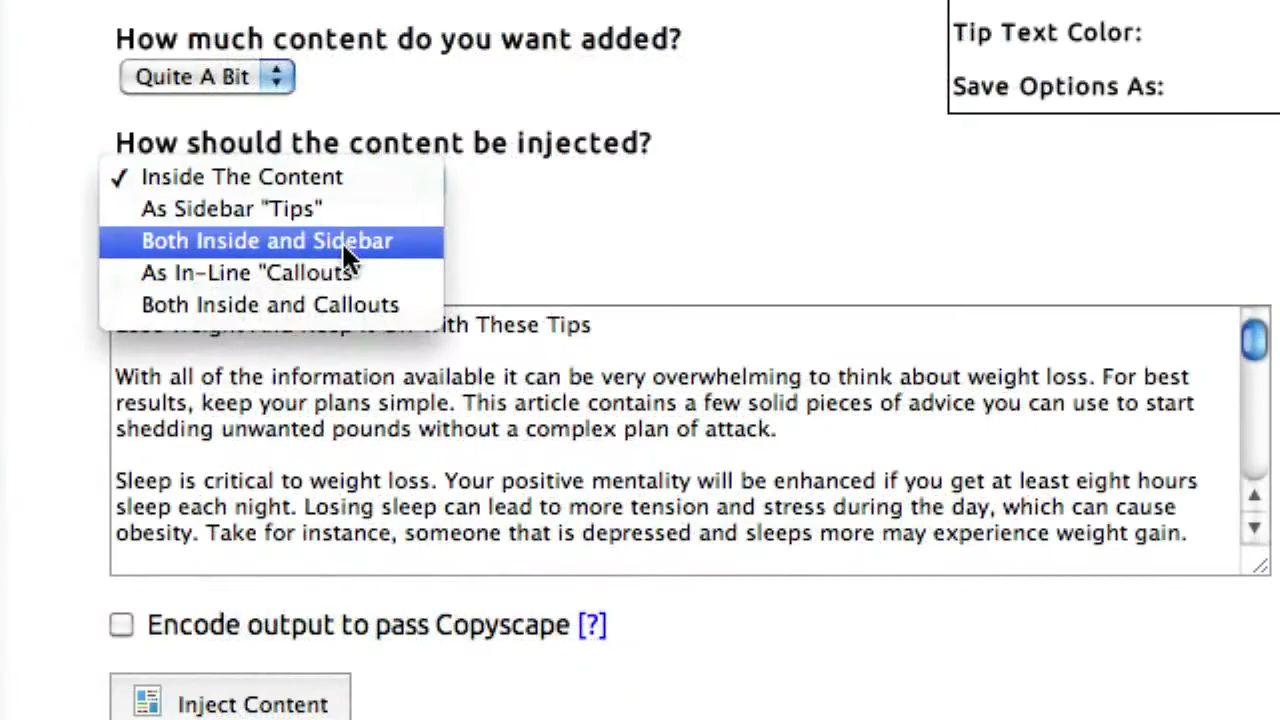 How much content do you want added?
Tip Text Color:
Quite A Bit
Save Options As:
How should the content be injected?
✓ Inside The Content
As Sidebar "Tips"
Both Inside and Sidebar
As In-Line "Callouts"
Both Inside and Callouts
With These Tips
With all of the information available it can be very overwhelming to think about weight loss. For best
results, keep your plans simple. This article contains a few solid pieces of advice you can use to start
shedding unwanted pounds without a complex plan of attack.
Sleep is critical to weight loss. Your positive mentality will be enhanced if you get at least eight hours
sleep each night. Losing sleep can lead to more tension and stress during the day, which can cause
obesity. Take for instance, someone that is depressed and sleeps more may experience weight gain.
Encode output to pass Copyscape [?]
Inject Content